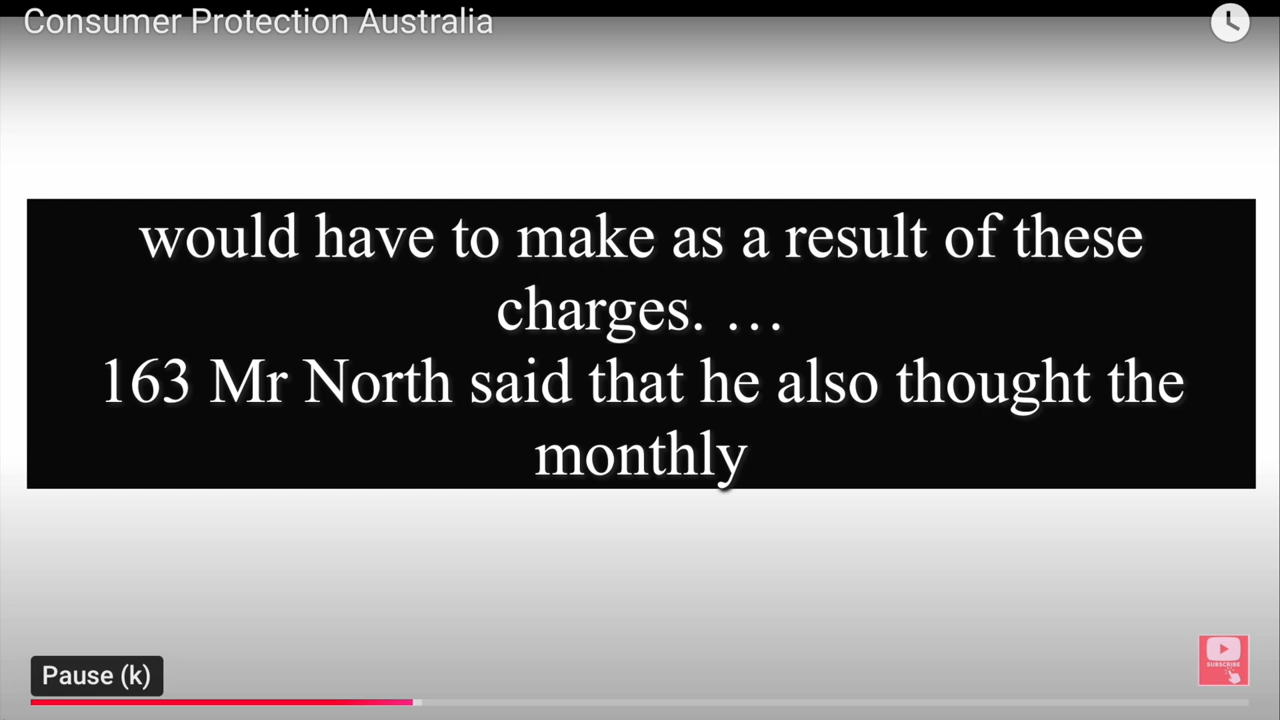 Consumer Protection Australia
would have to make as a result of these
charges. …
163 Mr North said that he also thought the
monthly
SUBSCRIBE
Pause (k)